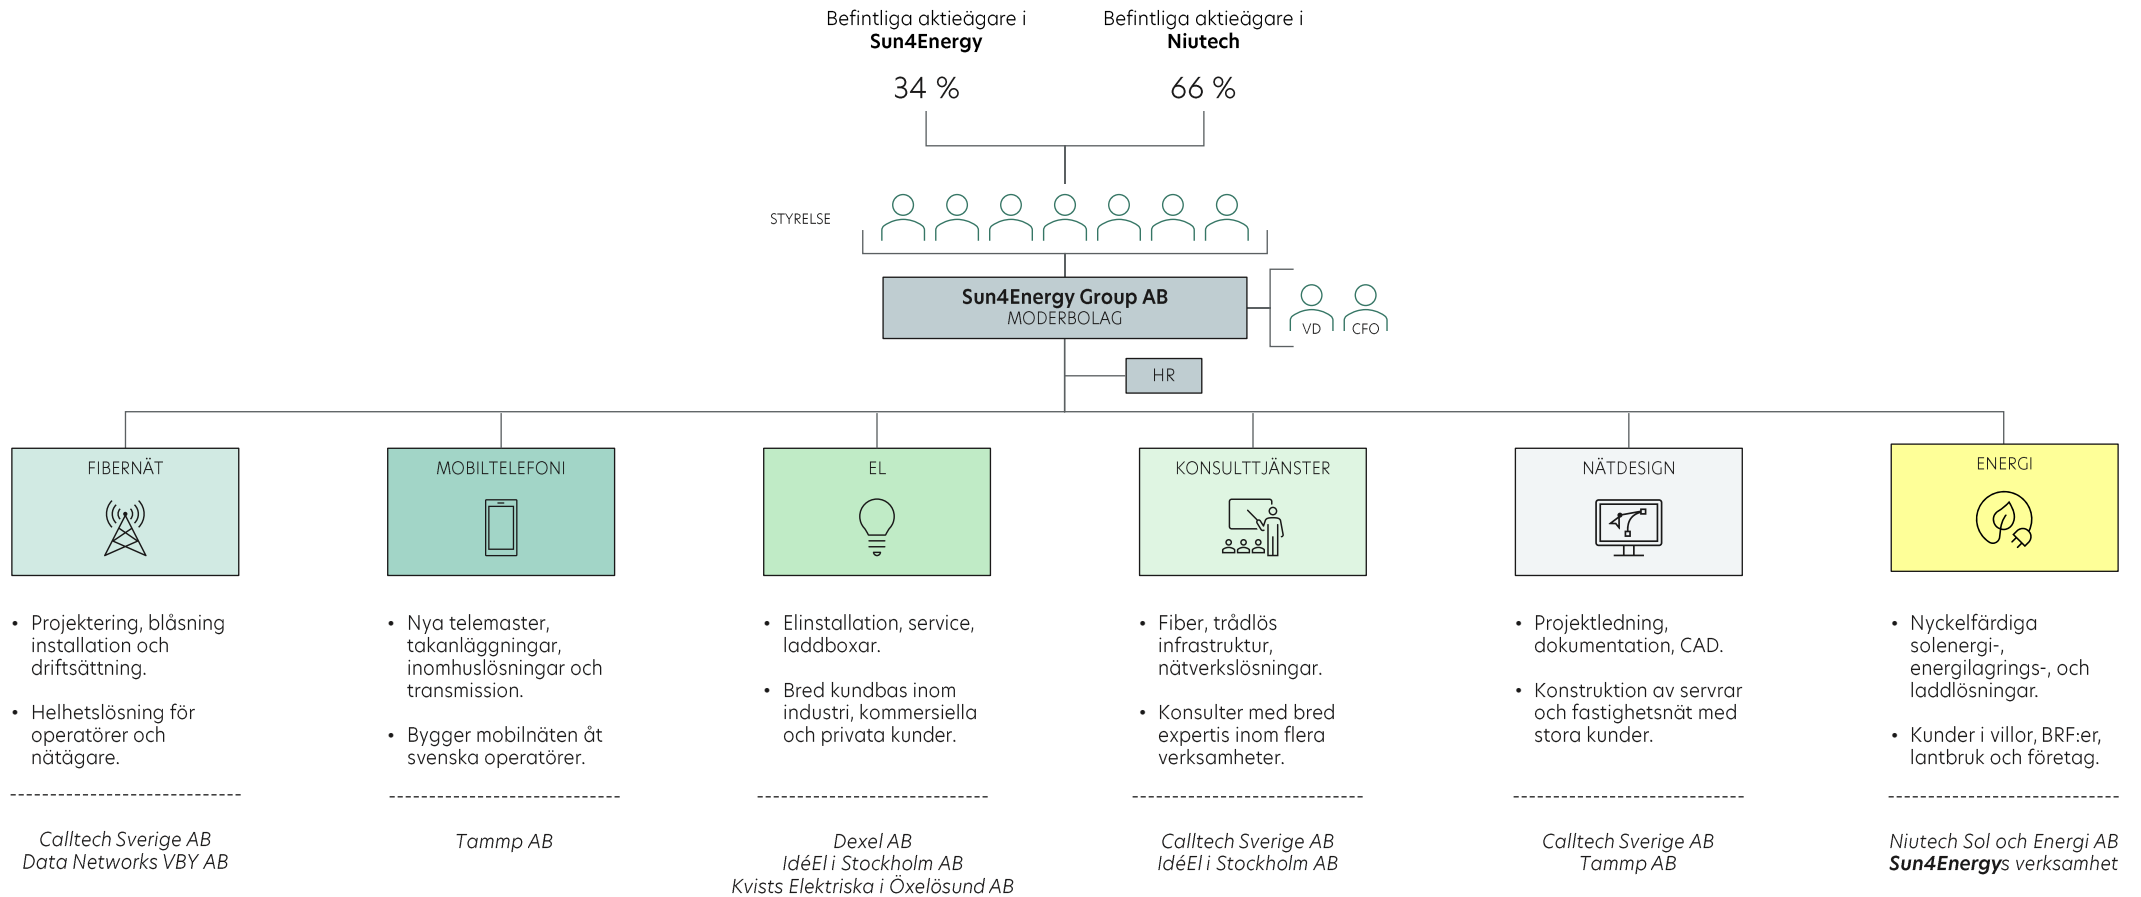 Befintliga aktieägare i
Sun4Energy
34 %
Befintliga aktieägare i
Niutech
66 %
STYRELSE
Sun4Energy Group AB
MODERBOLAG
VD
CFO
HR
FIBERNÄT
• Projektering, blåsning
installation och
driftsättning.
• Helhetslösning för
operatörer och
nätägare.
Calltech Sverige AB
Data Networks VBY AB
MOBILTELEFONI
• Nya telemaster,
takanläggningar,
inomhuslösningar och
transmission.
• Bygger mobilnäten åt
svenska operatörer.
Tammp AB
EL
• Elinstallation, service,
laddboxar.
• Bred kundbas inom
industri, kommersiella
och privata kunder.
Dexel AB
IdéEl i Stockholm AB
Kvists Elektriska i Öxelösund AB
KONSULTTJÄNSTER
• Fiber, trådlös
infrastruktur,
nätverkslösningar.
• Konsulter med bred
expertis inom flera
verksamheter.
Calltech Sverige AB
IdéEl i Stockholm AB
NÄTDESIGN
• Projektledning,
dokumentation, CAD.
• Konstruktion av servrar
och fastighetsnät med
stora kunder.
Calltech Sverige AB
Tammp AB
ENERGI
• Nyckelfärdiga
solenergi-,
energilagrings-, och
laddlösningar.
• Kunder i villor, BRF:er,
lantbruk och företag.
Niutech Sol och Energi AB
Sun4Energys verksamhet